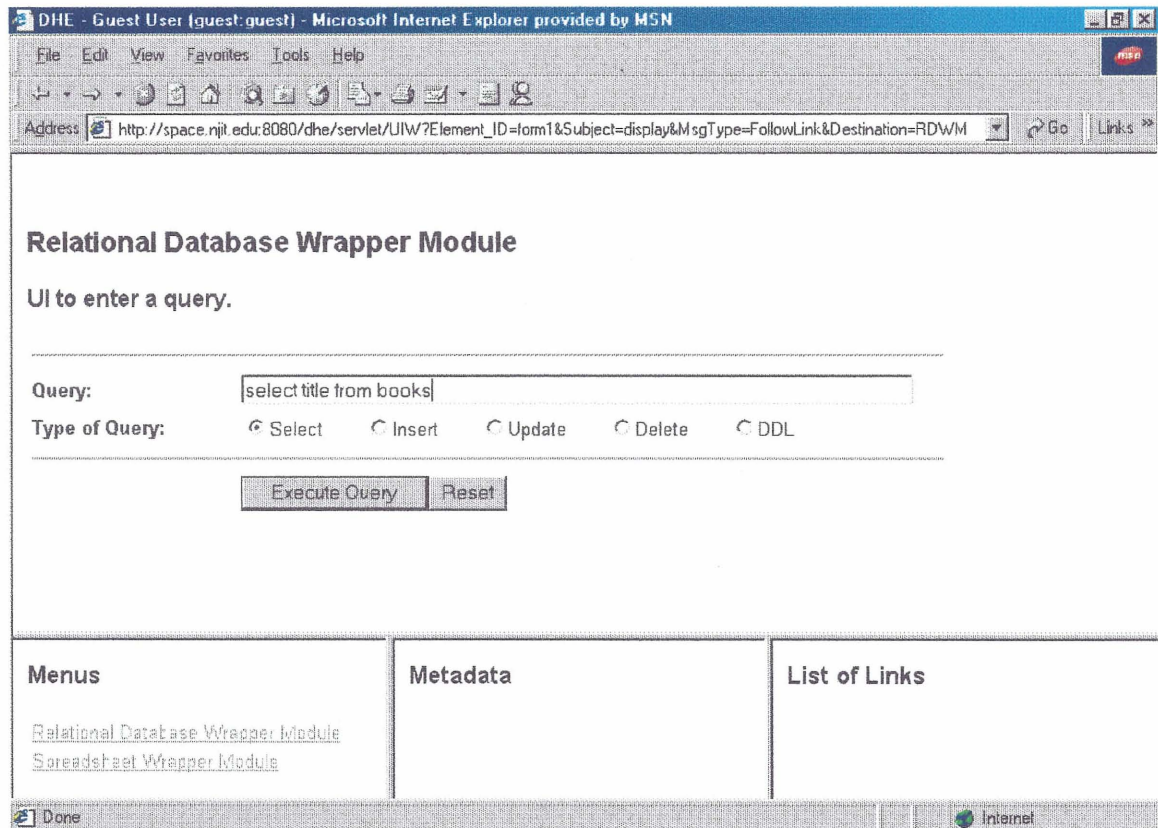 DHE - Guest User (guest:guest) - Microsoft Internet Explorer provided by MSN
File Edit View Favorites Tools Help
msn
Address http://space.njit.edu:8080/dhe/servlet/UIW?Element_ID=form1&Subject=display&MsgType=FollowLink&Destination=RDWM Go Links »
Relational Database Wrapper Module
UI to enter a query.
Query: select title from books
Type of Query: Select Insert Update Delete DDL
Execute Query Reset
Menus Metadata List of Links
Relational Database Wrapper Module
Spreadsheet Wrapper Module
Done Internet